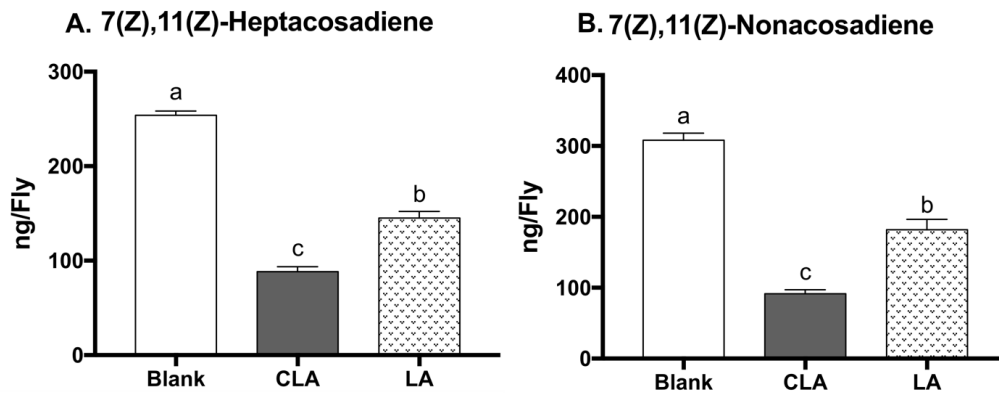 A. 7(Z),11(Z)-Heptacosadiene
300
200
100
0
ng/Fly
a
c
b
Blank
CLA
LA
B. 7(Z),11(Z)-Nonacosadiene
400
300
200
100
0
ng/Fly
a
c
b
Blank
CLA
LA